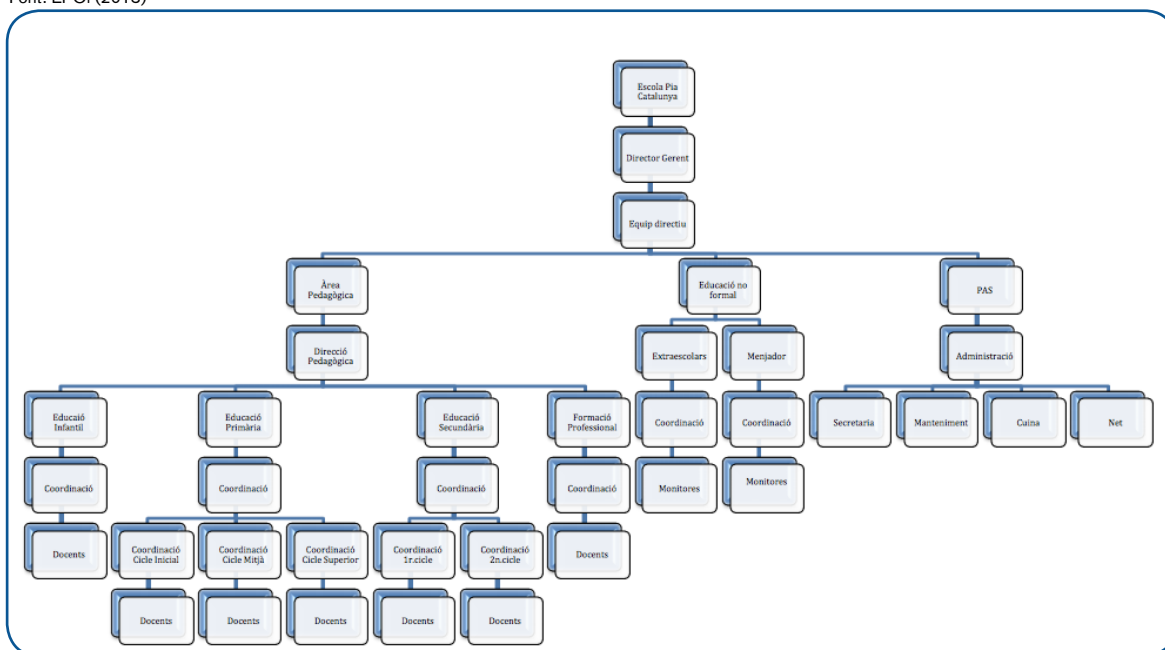 Escola Pia
Catalunya
Director Gerent
Equip directiu
Àrea
Pedagògica
Educació no
formal
PAS
Direcció
Pedagògica
Extraescolars
Menjador
Administració
Educaió
Infantil
Educació
Primària
Educació
Secundària
Formació
Professional
Coordinació
Coordinació
Secretaria
Manteniment
Cuina
Net
Coordinació
Coordinació
Coordinació
Coordinació
Monitores
Monitores
Docents
Coordinació
Cicle Inicial
Coordinació
Cicle Mitjà
Coordinació
Cicle Superior
Coordinació
1r.cicle
Coordinació
2n.cicle
Docents
Docents
Docents
Docents
Docents
Docents